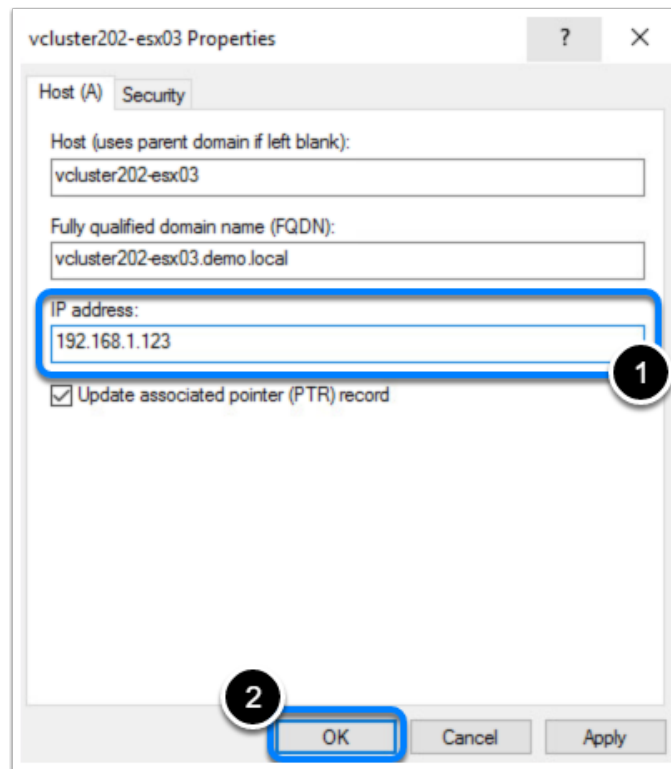 vcluster202-esx03 Properties
?
Host (A)
Security
Host (uses parent domain if left blank):
vcluster202-esx03
Fully qualified domain name (FQDN):
vcluster202-esx03.demo.local
IP address:
192.168.1.123
1
Update associated pointer (PTR) record
2
OK
Cancel
Apply